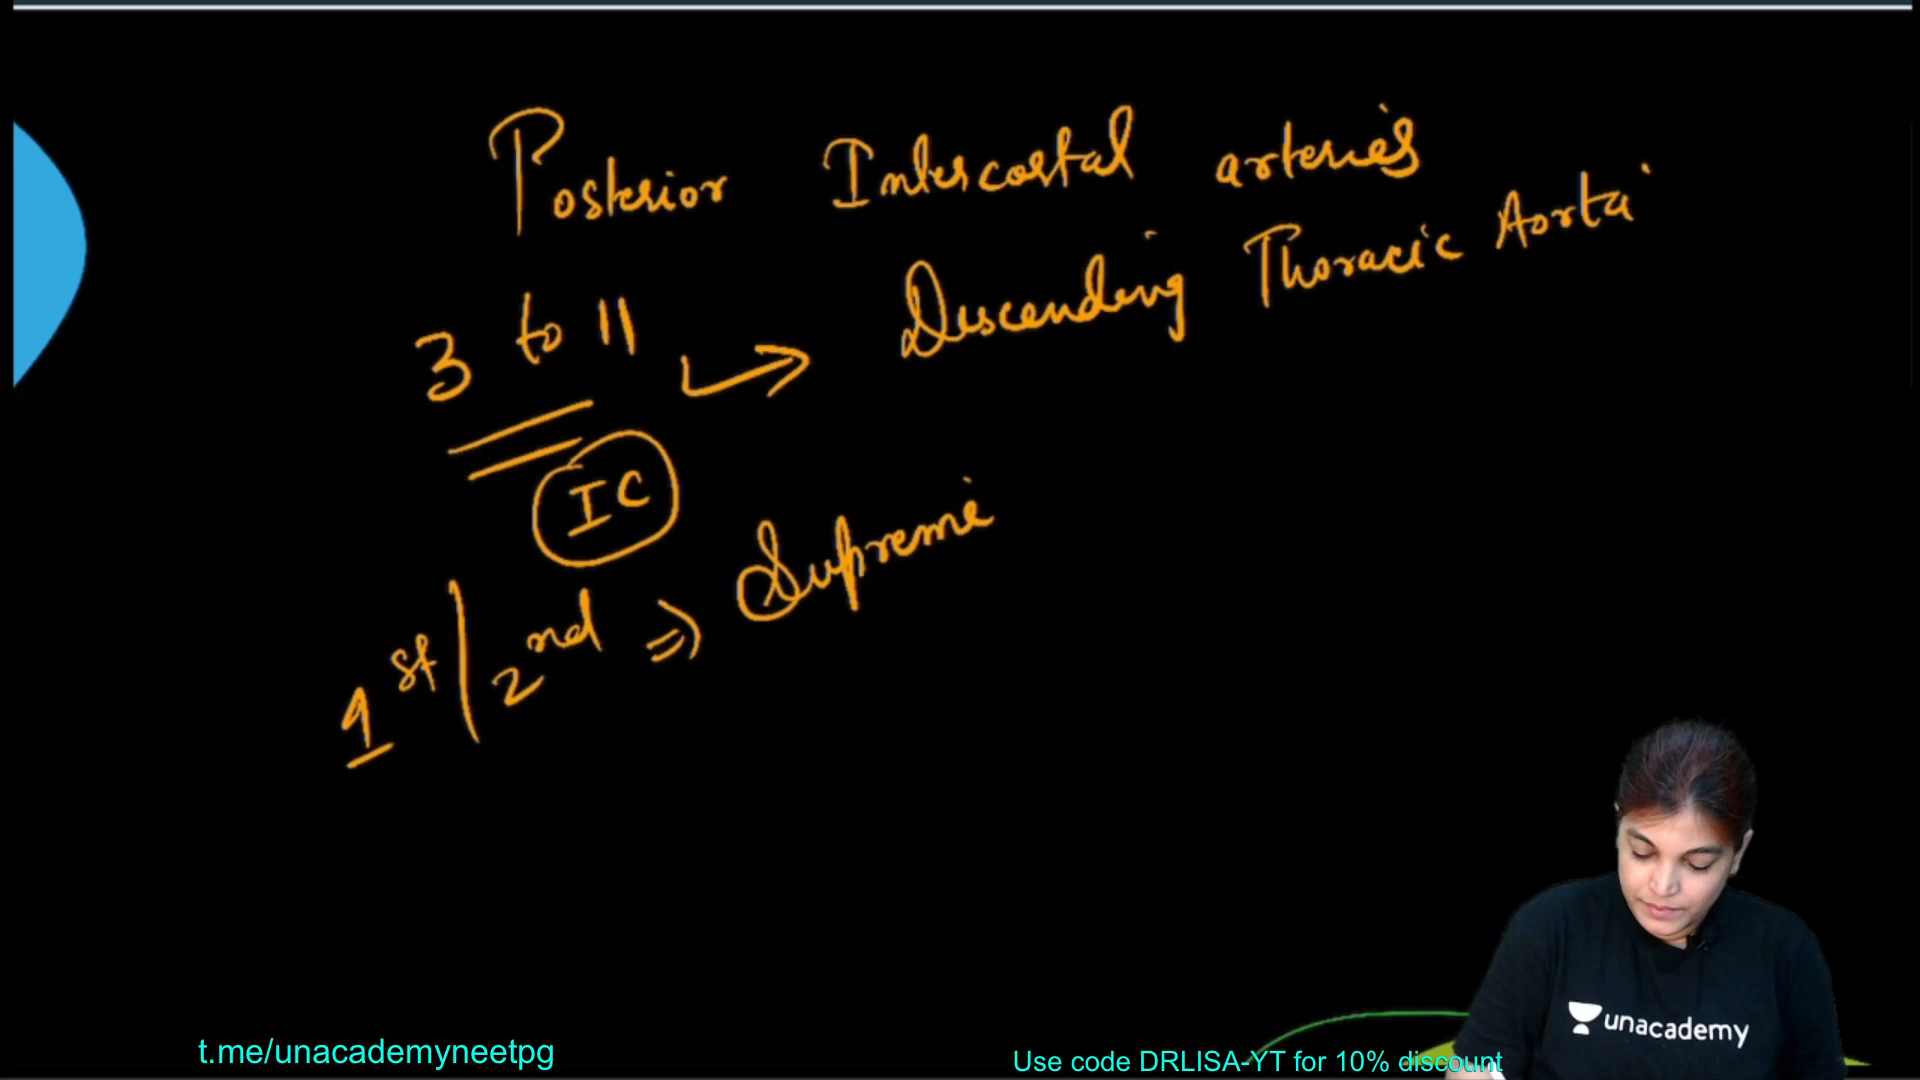 Posterior Intercostal arteries
3 to 11 → Descending Thoracic Aorta
IC
1st / 2nd ⇒ Supreme
unacademy
t.me/unacademyneetpg
Use code DRLISA-YT for 10% discount